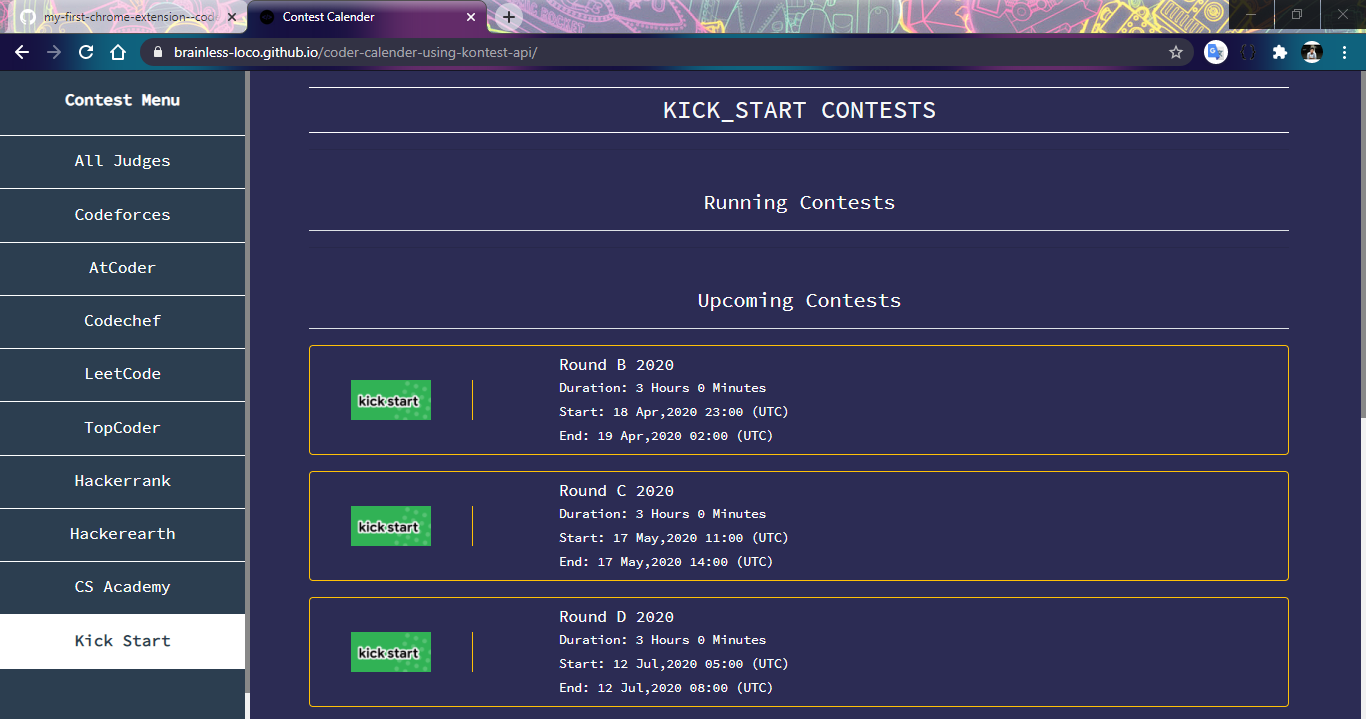 my-first-chrome-extension--cod
Contest Calender
brainless-loco.github.io/coder-calender-using-kontest-api/
Contest Menu
All Judges
Codeforces
AtCoder
Codechef
LeetCode
TopCoder
Hackerrank
Hackerearth
CS Academy
Kick Start
KICK_START CONTESTS
Running Contests
Upcoming Contests
kick start
Round B 2020
Duration: 3 Hours 0 Minutes
Start: 18 Apr,2020 23:00 (UTC)
End: 19 Apr,2020 02:00 (UTC)
kick start
Round C 2020
Duration: 3 Hours 0 Minutes
Start: 17 May,2020 11:00 (UTC)
End: 17 May,2020 14:00 (UTC)
kick start
Round D 2020
Duration: 3 Hours 0 Minutes
Start: 12 Jul,2020 05:00 (UTC)
End: 12 Jul,2020 08:00 (UTC)